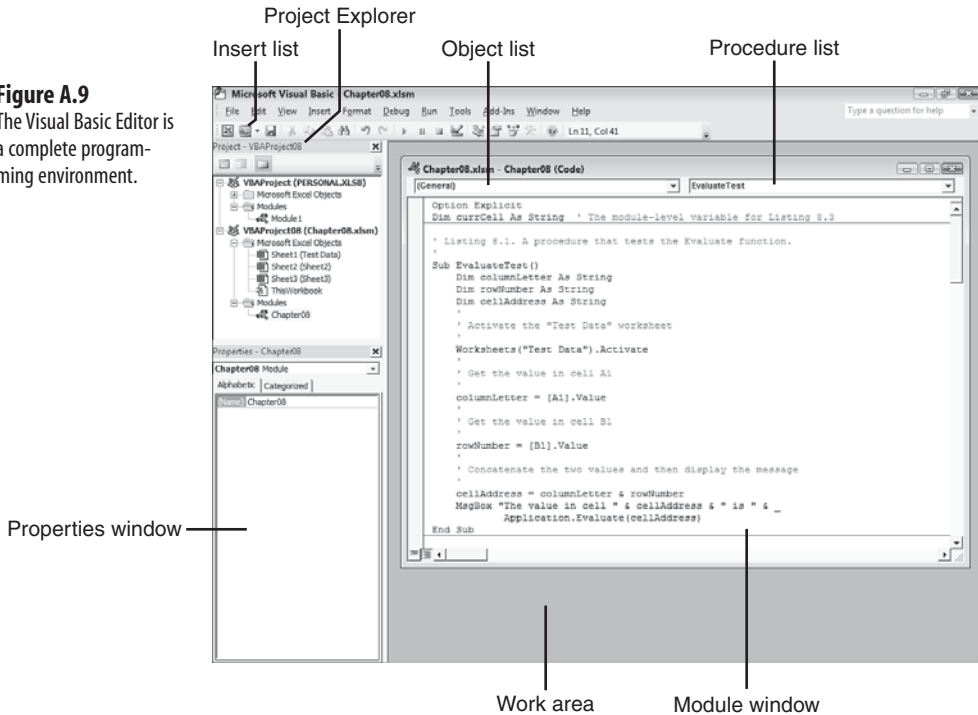 Project Explorer
Insert list
Object list
Procedure list
Figure A.9
The Visual Basic Editor is
a complete program-
ming environment.
Microsoft Visual Basic - Chapter08.xlsm
File Edit View Insert Format Debug Run Tools Add-Ins Window Help
Type a question for help
Ln 11, Col 41
Project - VBAProject08
VBAProject (PERSONAL.XLSB)
Microsoft Excel Objects
Modules
Module1
VBAProject08 (Chapter08.xlsm)
Microsoft Excel Objects
Sheet1 (Test Data)
Sheet2 (Sheet2)
Sheet3 (Sheet3)
ThisWorkbook
Modules
Chapter08
Properties - Chapter08
Chapter08 Module
Alphabetic Categorized
(Name) Chapter08
Chapter08.xlsm - Chapter08 (Code)
(General) EvaluateTest
Option Explicit
Dim currCell As String ' The module-level variable for Listing 8.3
' Listing 8.1. A procedure that tests the Evaluate function.
'
Sub EvaluateTest()
Dim columnLetter As String
Dim rowNumber As String
Dim cellAddress As String
'
' Activate the "Test Data" worksheet
'
Worksheets("Test Data").Activate
'
' Get the value in cell A1
'
columnLetter = [A1].Value
'
' Get the value in cell B1
'
rowNumber = [B1].Value
'
' Concatenate the two values and then display the message
'
cellAddress = columnLetter & rowNumber
MsgBox "The value in cell " & cellAddress & " is " & _
Application.Evaluate(cellAddress)
End Sub
Properties window
Work area
Module window